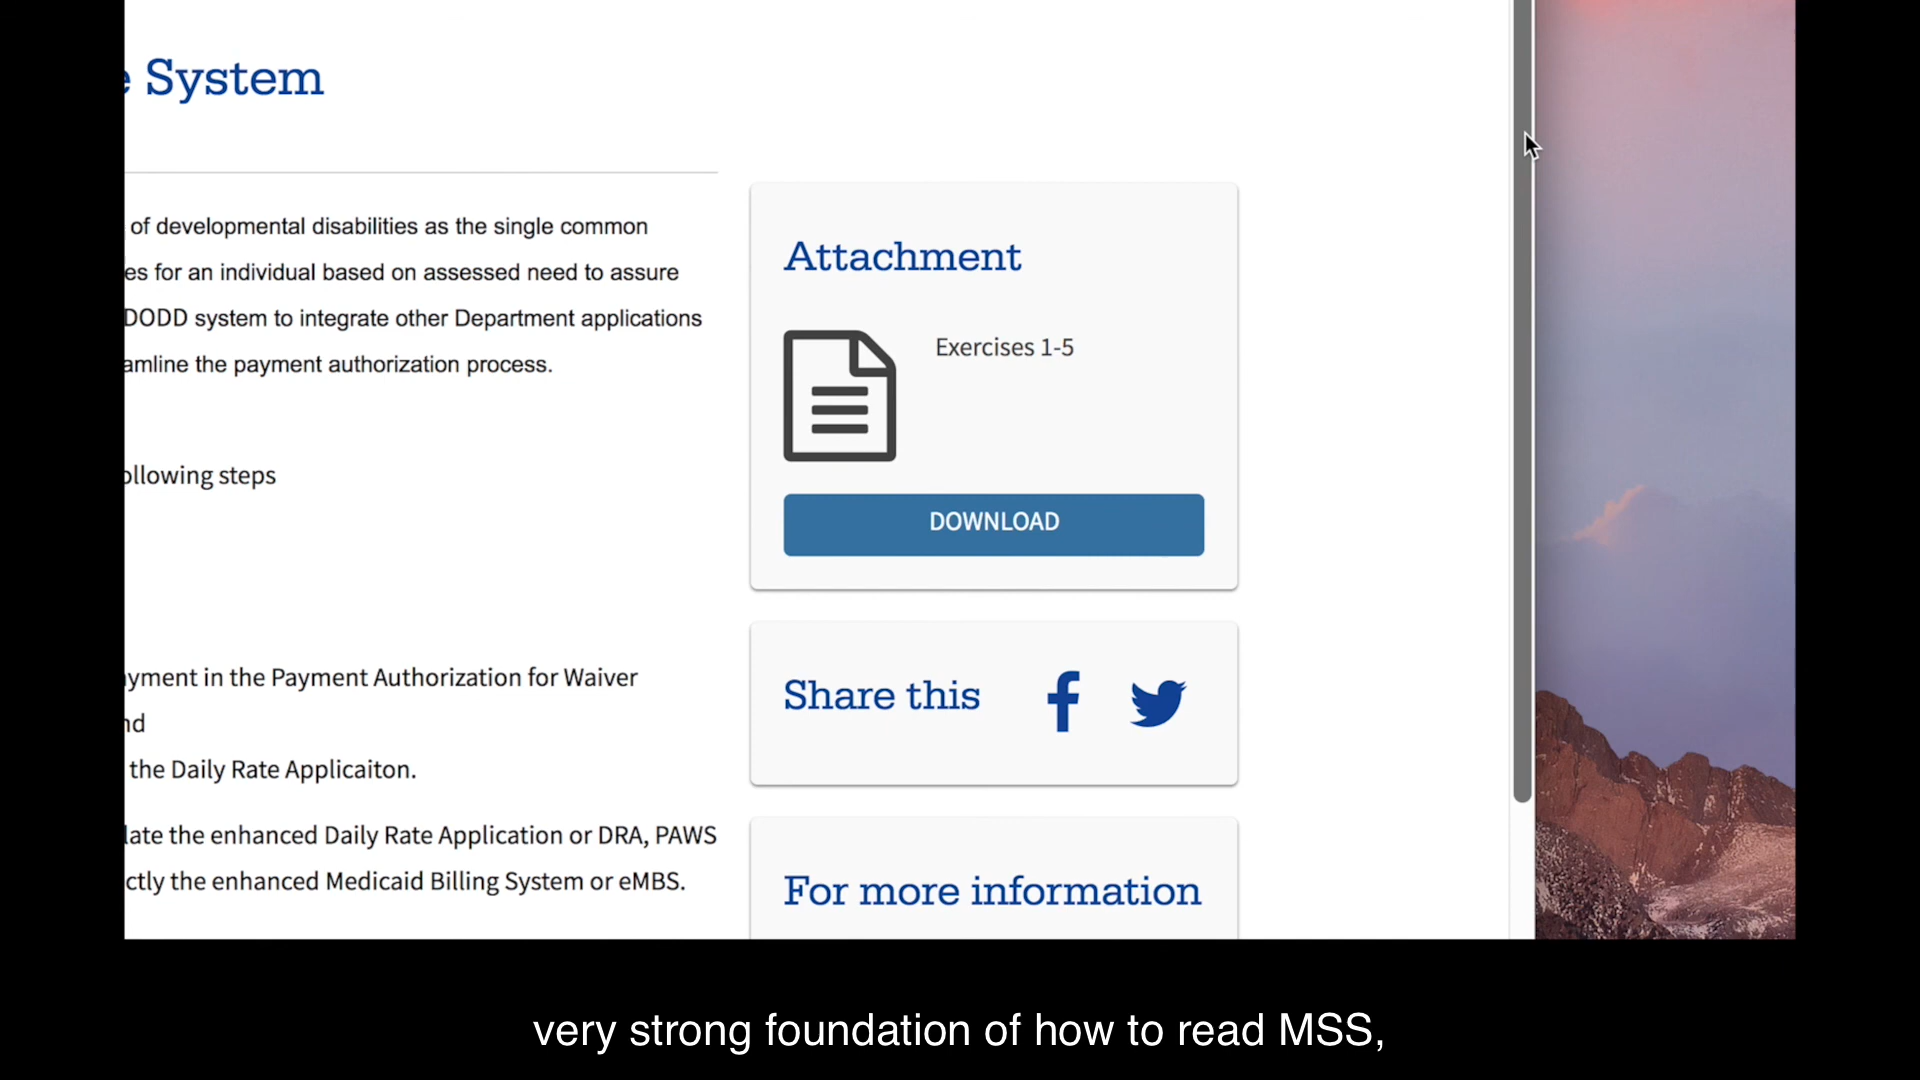 e System
of developmental disabilities as the single common
es for an individual based on assessed need to assure
DODD system to integrate other Department applications
amline the payment authorization process.
ollowing steps
yment in the Payment Authorization for Waiver
nd
the Daily Rate Applicaiton.
late the enhanced Daily Rate Application or DRA, PAWS
ctly the enhanced Medicaid Billing System or eMBS.
Attachment
Exercises 1-5
DOWNLOAD
Share this
For more information
very strong foundation of how to read MSS,